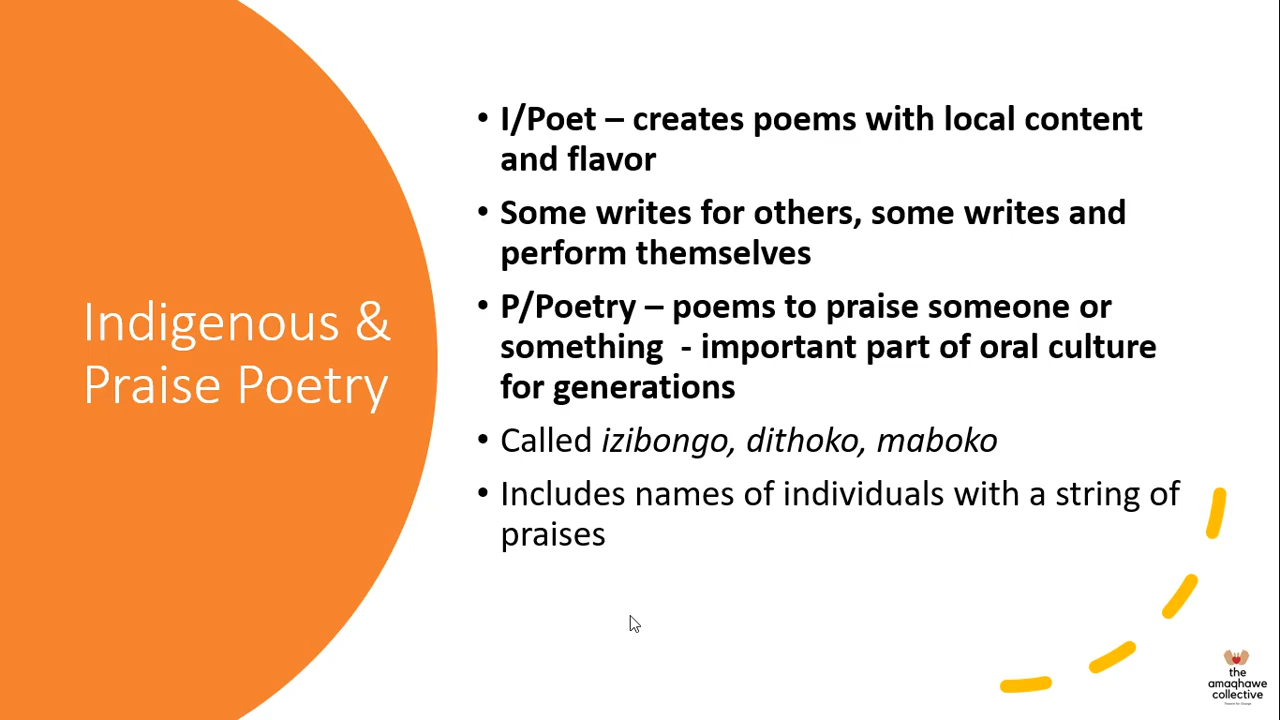 Indigenous &
Praise Poetry
• I/Poet – creates poems with local content
and flavor
• Some writes for others, some writes and
perform themselves
• P/Poetry – poems to praise someone or
something  - important part of oral culture
for generations
• Called izibongo, dithoko, maboko
• Includes names of individuals with a string of
praises
the
amaqhawe
collective